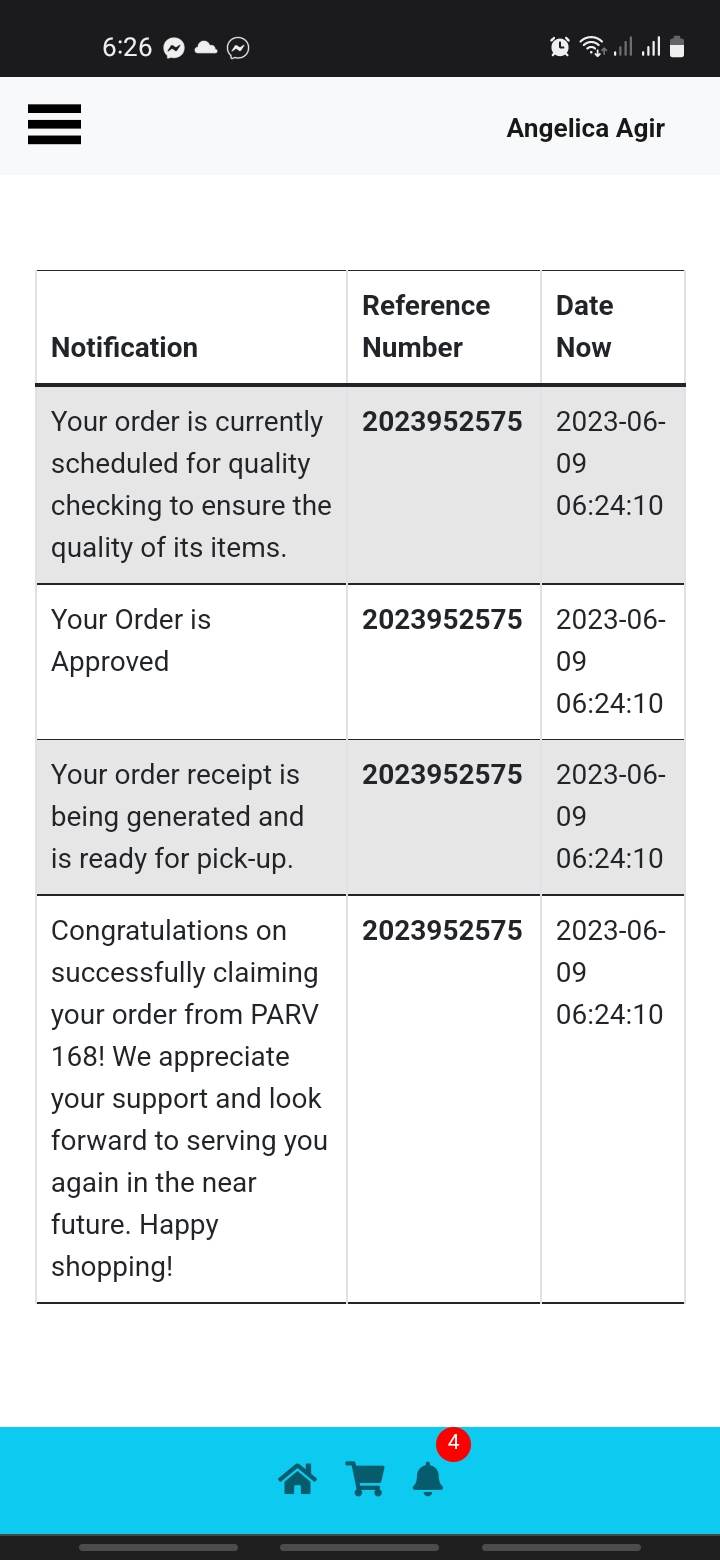 6:26
Angelica Agir
Notification
Reference
Number
Date
Now
Your order is currently
scheduled for quality
checking to ensure the
quality of its items.
2023952575
2023-06-
09
06:24:10
Your Order is
Approved
2023952575
2023-06-
09
06:24:10
Your order receipt is
being generated and
is ready for pick-up.
2023952575
2023-06-
09
06:24:10
Congratulations on
successfully claiming
your order from PARV
168! We appreciate
your support and look
forward to serving you
again in the near
future. Happy
shopping!
2023952575
2023-06-
09
06:24:10
4